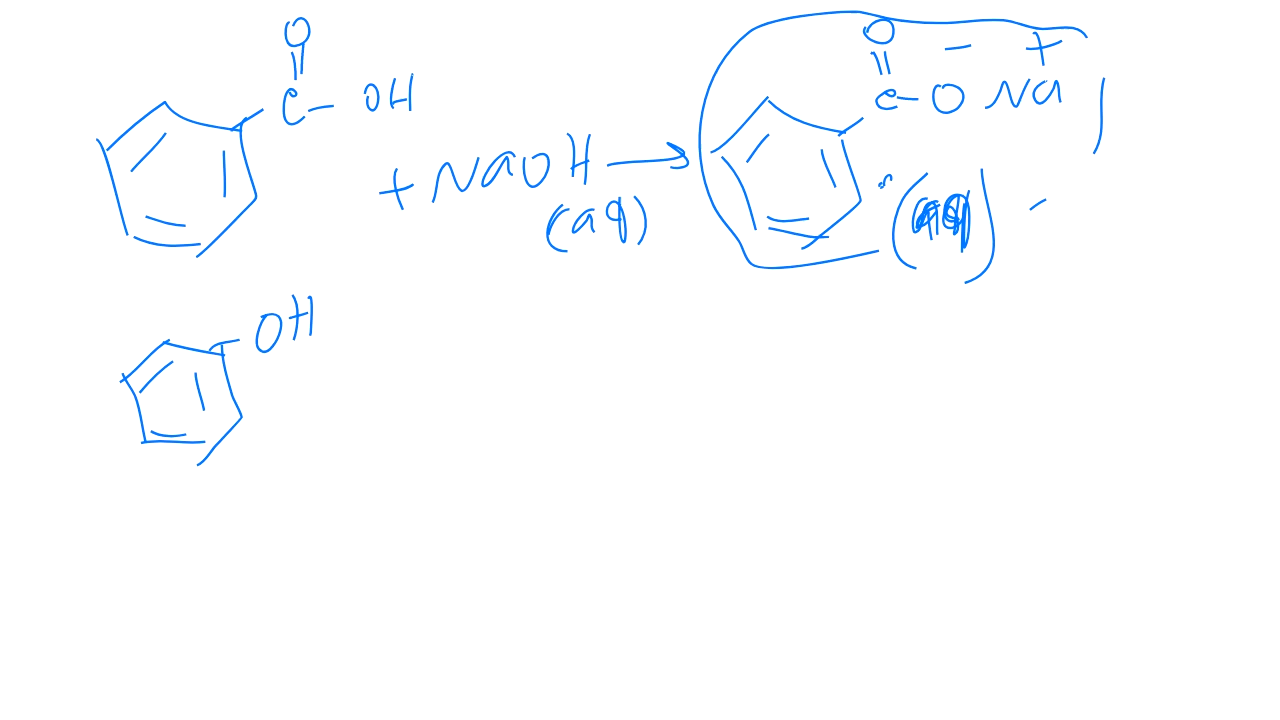 O O - +
C - OH + NaOH → C - O Na
(aq) (aq)
OH